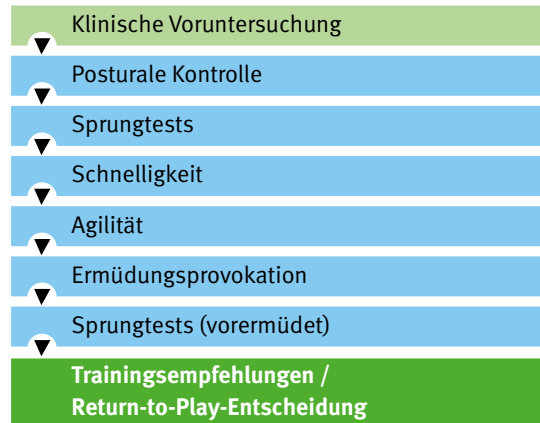 Klinische Voruntersuchung
Posturale Kontrolle
Sprungtests
Schnelligkeit
Agilität
Ermüdungsprovokation
Sprungtests (vorermüdet)
Trainingsempfehlungen /
Return-to-Play-Entscheidung